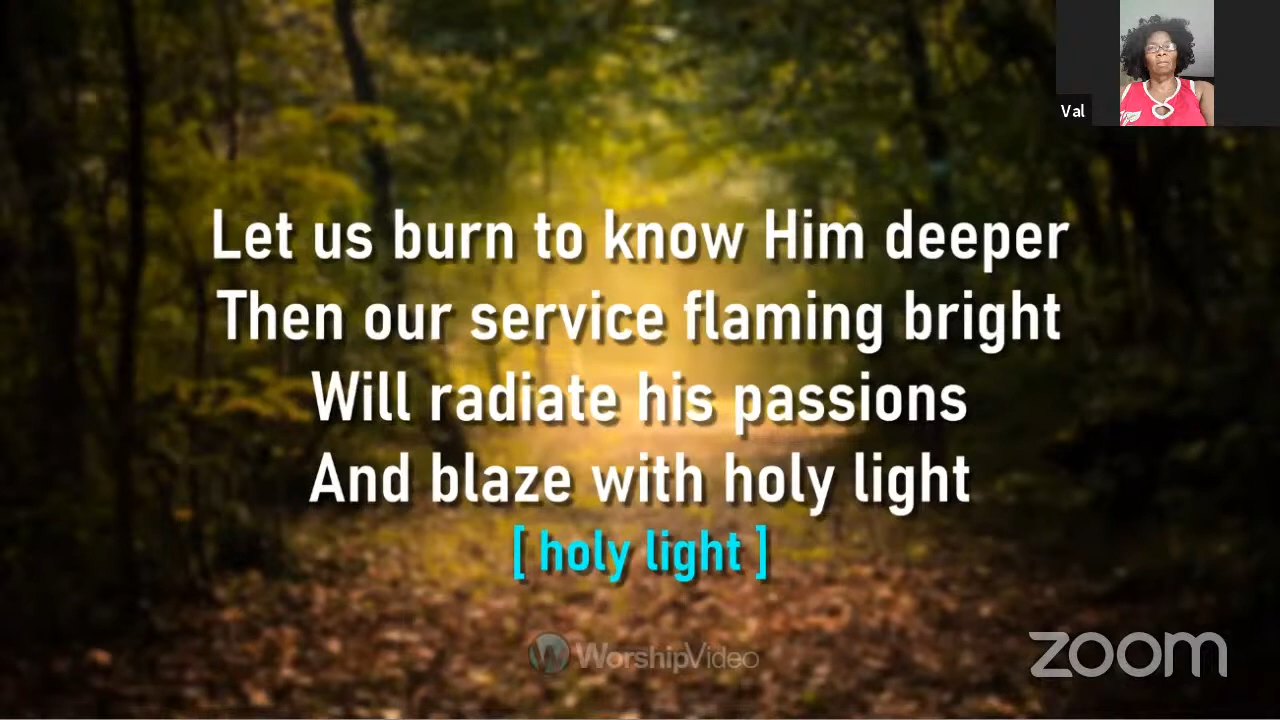 Val
Let us burn to know Him deeper
Then our service flaming bright
Will radiate his passions
And blaze with holy light
[ holy light ]
WorshipVideo
zoom